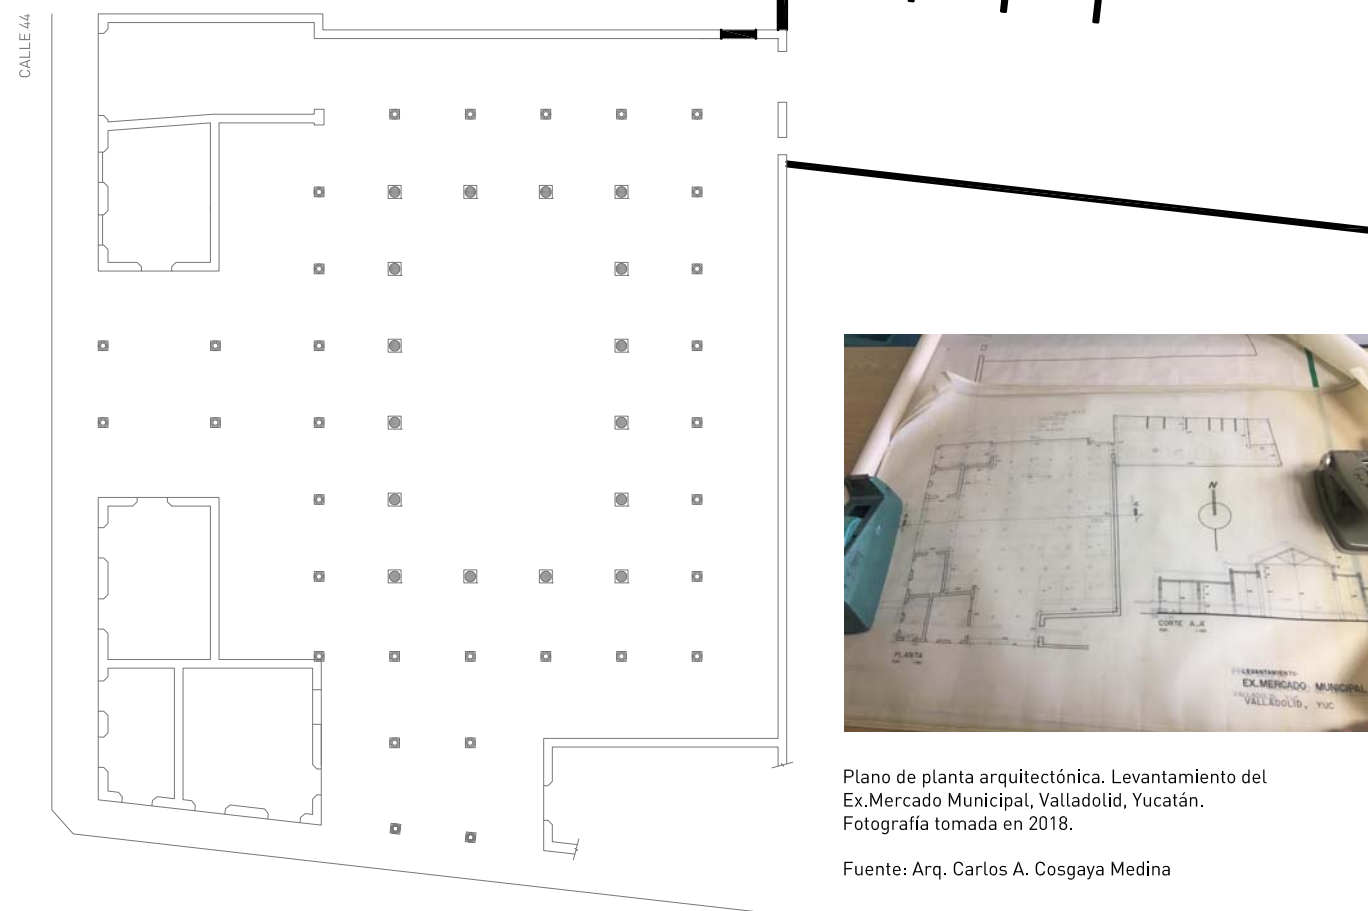 CALLE 44
N
CORTE A_A'
PLANTA
LEVANTAMIENTO:
EX.MERCADO MUNICIPAL
VALLADOLID, YUC
Plano de planta arquitectónica. Levantamiento del
Ex.Mercado Municipal, Valladolid, Yucatán.
Fotografía tomada en 2018.
Fuente: Arq. Carlos A. Cosgaya Medina